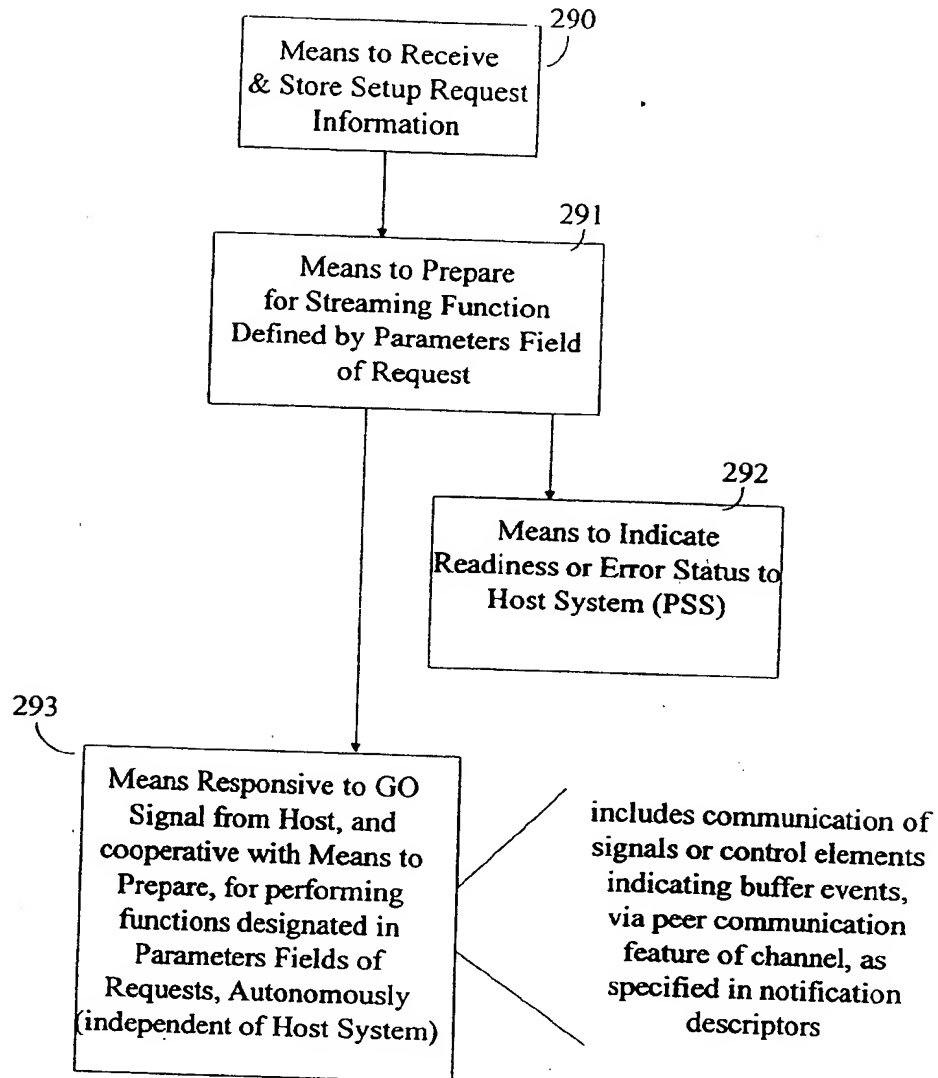 290
Means to Receive
& Store Setup Request
Information
291
Means to Prepare
for Streaming Function
Defined by Parameters Field
of Request
292
Means to Indicate
Readiness or Error Status to
Host System (PSS)
293
Means Responsive to GO
Signal from Host, and
cooperative with Means to
Prepare, for performing
functions designated in
Parameters Fields of
Requests, Autonomously
(independent of Host System)
includes communication of
signals or control elements
indicating buffer events,
via peer communication
feature of channel, as
specified in notification
descriptors